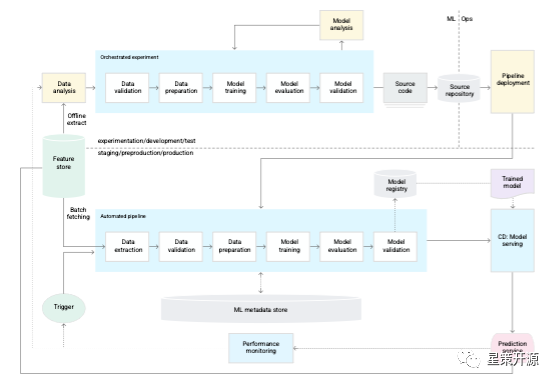 Model
analysis
ML
Ops
Orchestrated experiment
Data
analysis
Data
validation
Data
preparation
Model
training
Model
evaluation
Model
validation
Source
code
Source
repository
Pipeline
deployment
Offline
extract
experimentation/development/test
staging/preproduction/production
Feature
store
Model
registry
Trained
model
Batch
fetching
Automated pipeline
Data
extraction
Data
validation
Data
preparation
Model
training
Model
evaluation
Model
validation
CD: Model
serving
Trigger
ML metadata store
Performance
monitoring
Prediction
service
星策开源